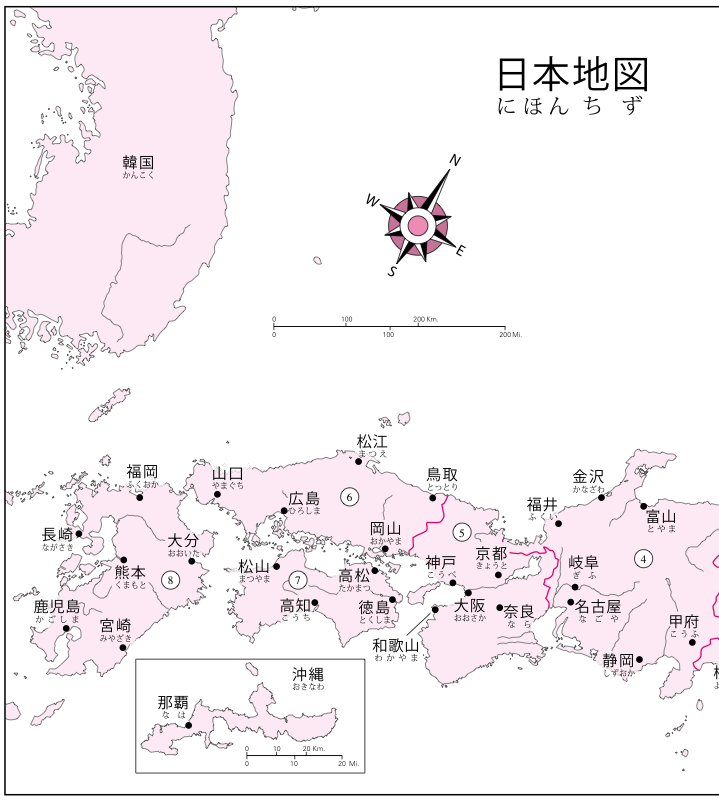 日本地図
にほんちず
韓国
かんこく
N
W
E
S
0 100 200 Km.
0 100 200 Mi.
松江
まつえ
福岡
ふくおか
山口
やまぐち
鳥取
とっとり
金沢
かなざわ
広島
ひろしま
6
福井
ふくい
富山
とやま
長崎
ながさき
大分
おおいた
岡山
おかやま
5
京都
きょうと
4
松山
まつやま
7
高松
たかまつ
神戸
こうべ
岐阜
ぎふ
熊本
くまもと
8
鹿児島
かごしま
高知
こうち
徳島
とくしま
大阪
おおさか
奈良
なら
名古屋
なごや
宮崎
みやざき
甲府
こうふ
和歌山
わかやま
静岡
しずおか
沖縄
おきなわ
那覇
なは
0 10 20 Km.
0 10 20 Mi.